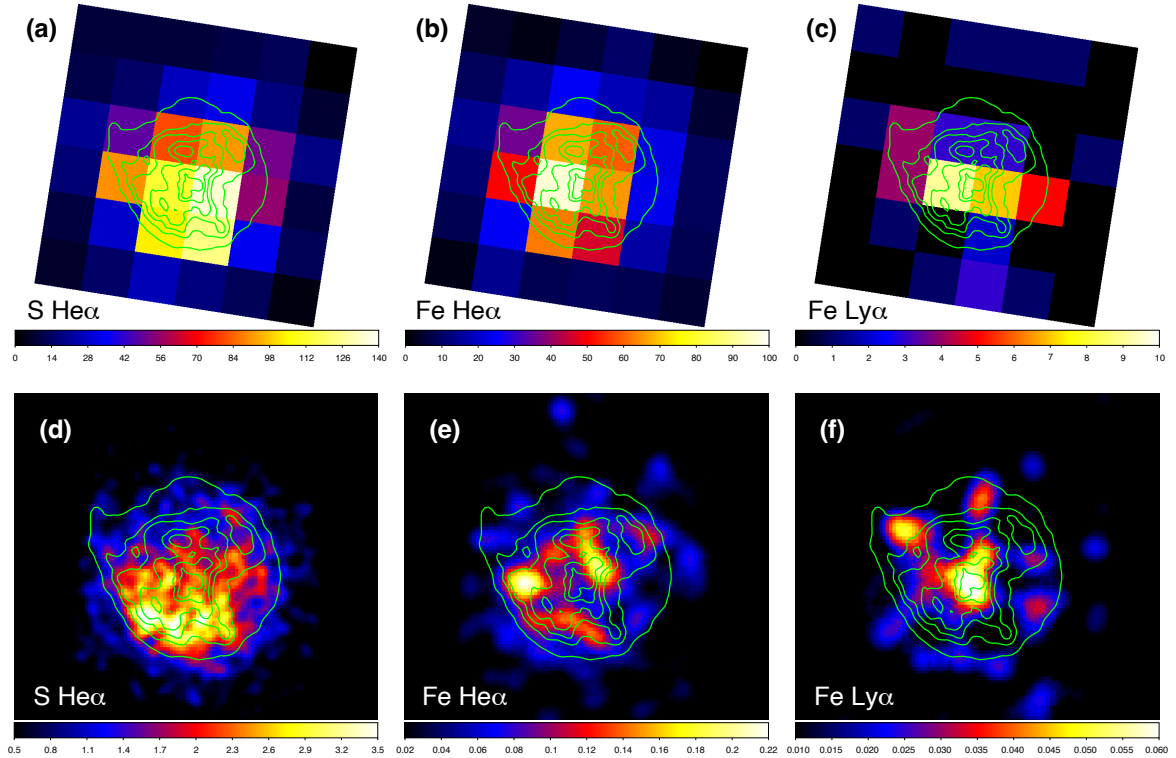 (a) (b) (c)
S Heα Fe Heα Fe Lyα
0 14 28 42 56 70 84 98 112 126 140
0 10 20 30 40 50 60 70 80 90 100
0 1 2 3 4 5 6 7 8 9 10
(d) (e) (f)
S Heα Fe Heα Fe Lyα
0.5 0.8 1.1 1.4 1.7 2 2.3 2.6 2.9 3.2 3.5
0.02 0.04 0.06 0.08 0.1 0.12 0.14 0.16 0.18 0.2 0.22
0.010 0.015 0.020 0.025 0.030 0.035 0.040 0.045 0.050 0.055 0.060